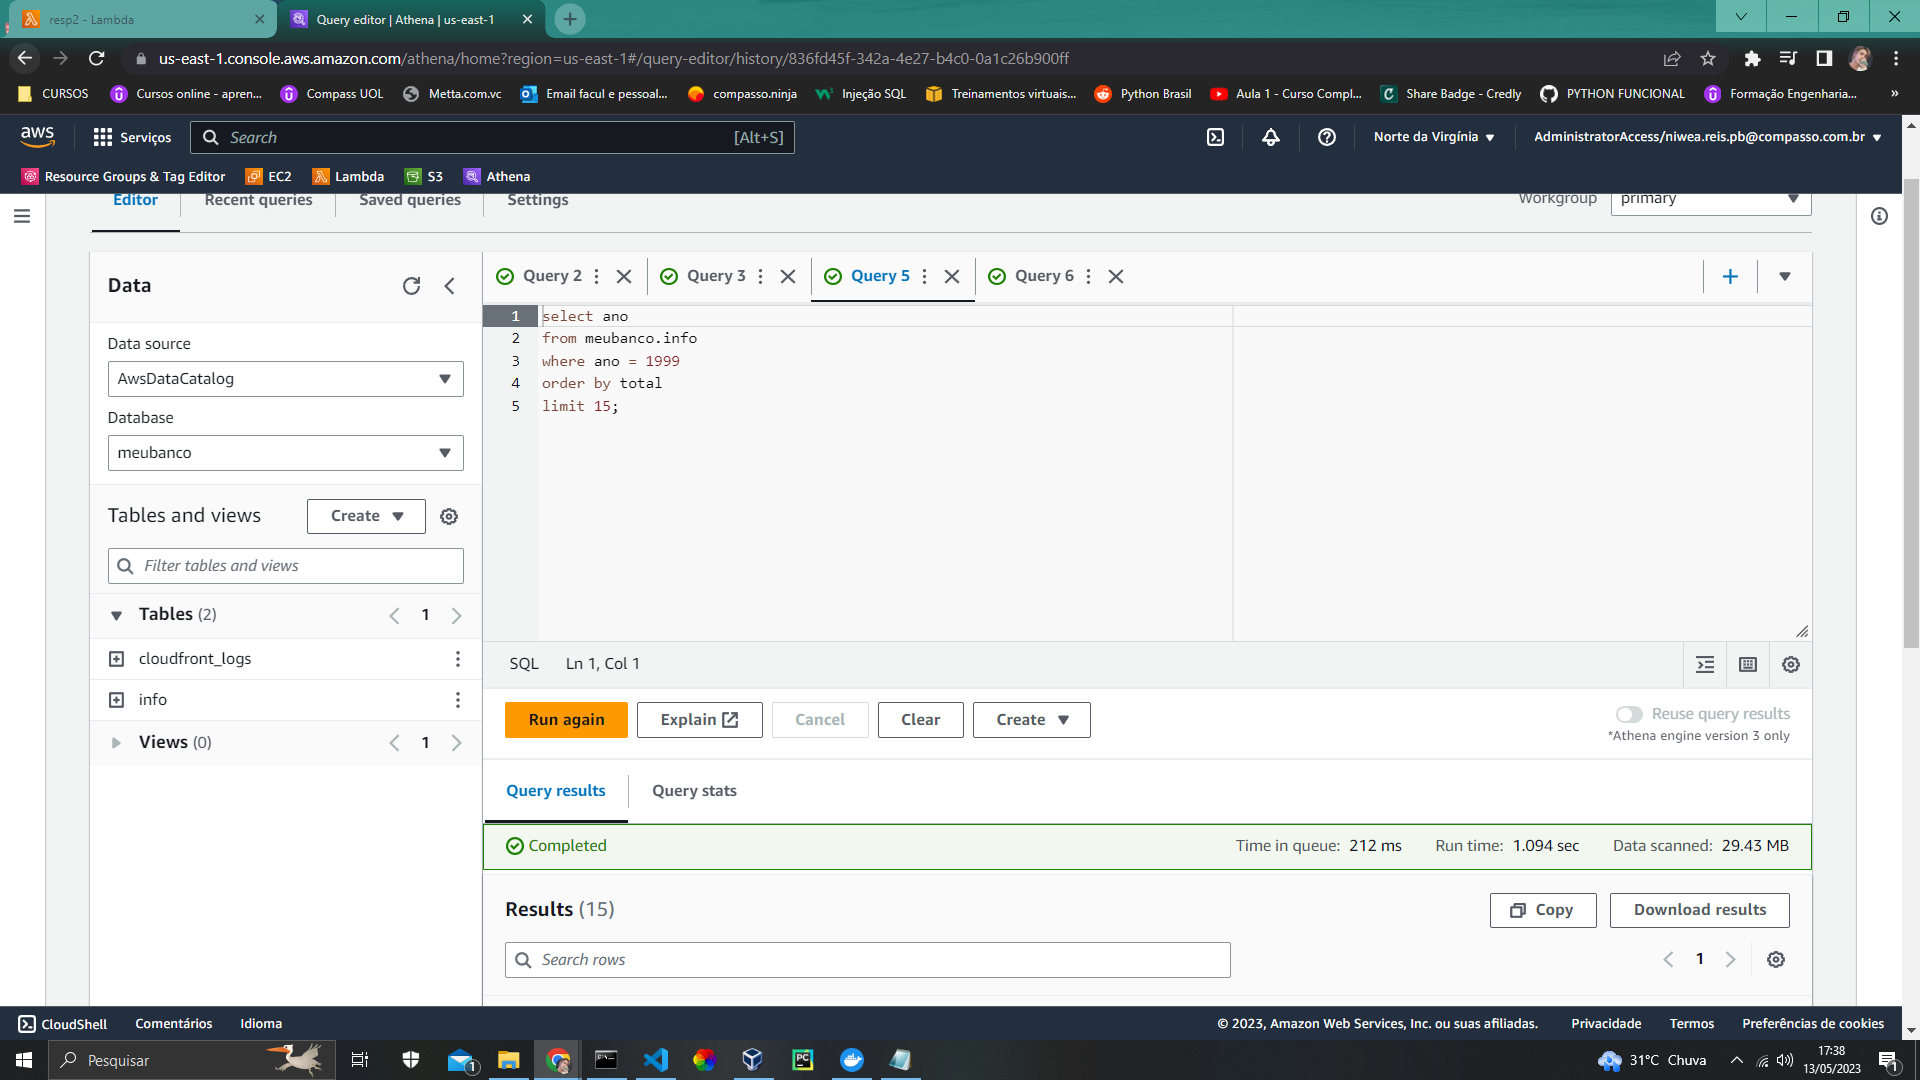 resp2 - Lambda
Query editor | Athena | us-east-1
us-east-1.console.aws.amazon.com/athena/home?region=us-east-1#/query-editor/history/836fd45f-342a-4e27-b4c0-0a1c26b900ff
CURSOS
Cursos online - apren...
Compass UOL
Metta.com.vc
Email facul e pessoal...
compasso.ninja
Injeção SQL
Treinamentos virtuais...
Python Brasil
Aula 1 - Curso Compl...
Share Badge - Credly
PYTHON FUNCIONAL
Formação Engenharia...
»
aws
Serviços
Search
[Alt+S]
Norte da Virgínia
AdministratorAccess/niwea.reis.pb@compasso.com.br
Resource Groups & Tag Editor
EC2
Lambda
S3
Athena
Editor
Recent queries
Saved queries
Settings
Workgroup
primary
Data
Data source
AwsDataCatalog
Database
meubanco
Tables and views
Create
Filter tables and views
Tables (2)
1
cloudfront_logs
info
Views (0)
1
Query 2
Query 3
Query 5
Query 6
1 select ano
2 from meubanco.info
3 where ano = 1999
4 order by total
5 limit 15;
SQL
Ln 1, Col 1
Run again
Explain
Cancel
Clear
Create
Reuse query results
*Athena engine version 3 only
Query results
Query stats
Completed
Time in queue: 212 ms
Run time: 1.094 sec
Data scanned: 29.43 MB
Results (15)
Copy
Download results
Search rows
1
CloudShell
Comentários
Idioma
© 2023, Amazon Web Services, Inc. ou suas afiliadas.
Privacidade
Termos
Preferências de cookies
Pesquisar
1
PC
31°C Chuva
17:38
13/05/2023
1